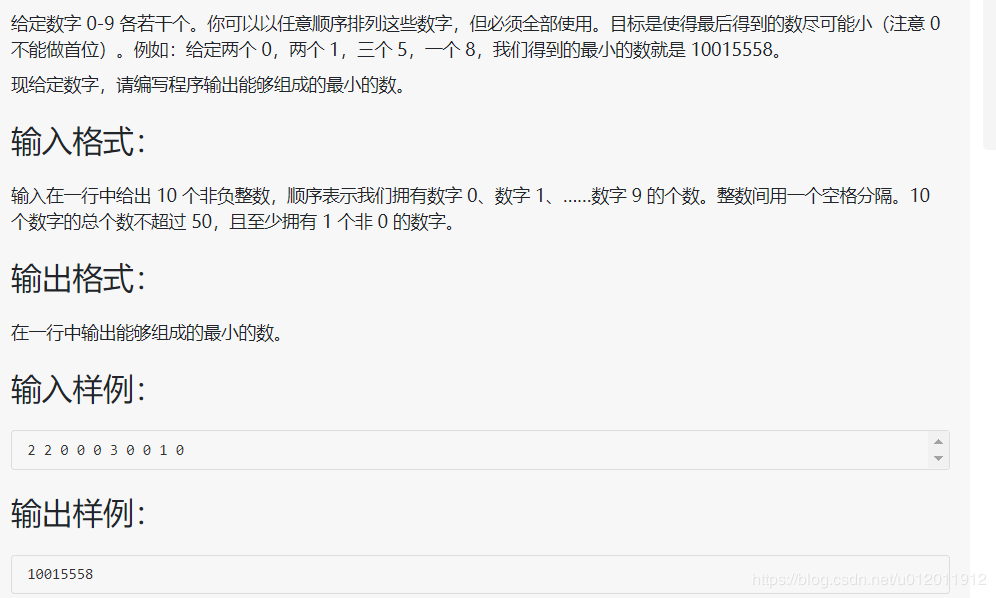 给定数字 0-9 各若干个。你可以以任意顺序排列这些数字，但必须全部使用。目标是使得最后得到的数尽可能小（注意 0
不能做首位）。例如：给定两个 0，两个 1，三个 5，一个 8，我们得到的最小的数就是 10015558。
现给定数字，请编写程序输出能够组成的最小的数。
输入格式：
输入在一行中给出 10 个非负整数，顺序表示我们拥有数字 0、数字 1、……数字 9 的个数。整数间用一个空格分隔。10
个数字的总个数不超过 50，且至少拥有 1 个非 0 的数字。
输出格式：
在一行中输出能够组成的最小的数。
输入样例：
2 2 0 0 0 3 0 0 1 0
输出样例：
10015558
https://blog.csdn.net/u012011912